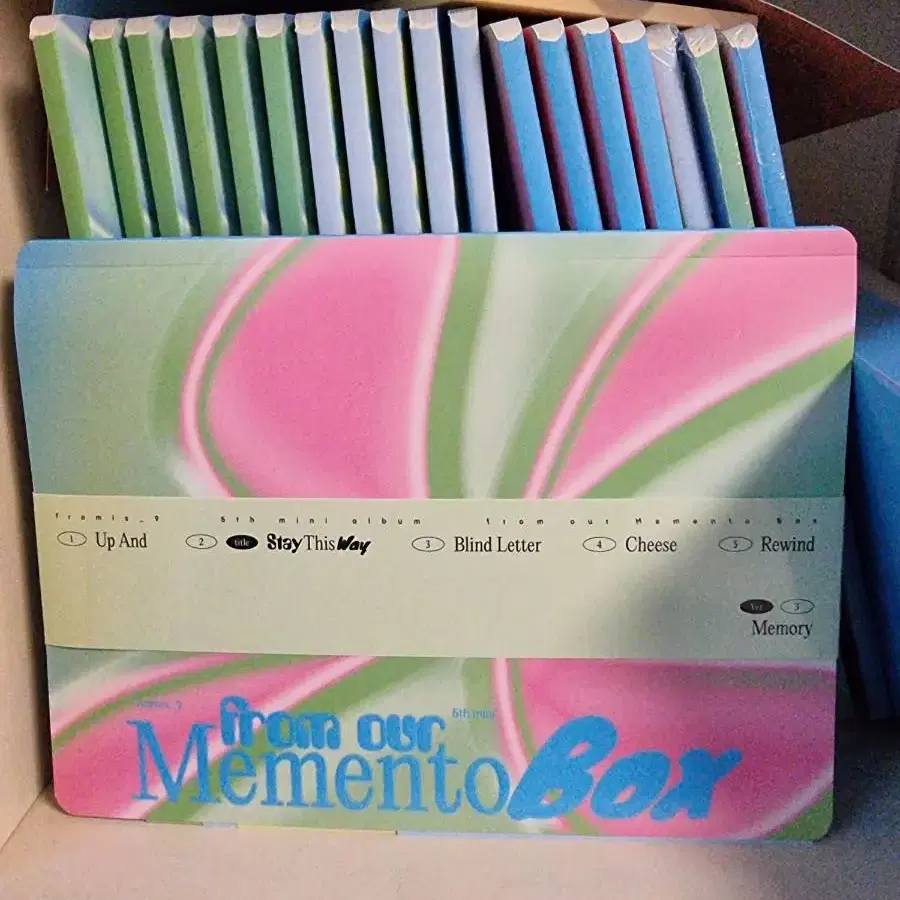 fromis_9 5th mini album from our Memento Box
1 Up And 2 title Stay This Way 3 Blind Letter 4 Cheese 5 Rewind
Ver 3
Memory
fromis_9 5th mini
from our
Memento Box